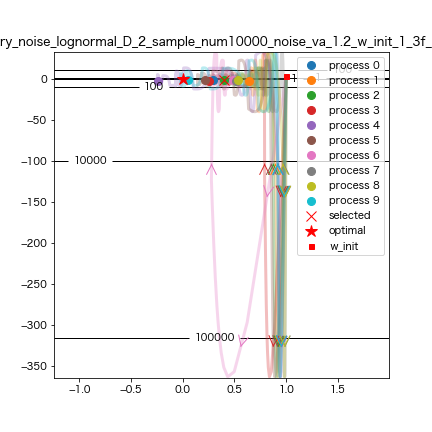 ry_noise_lognormal_D_2_sample_num10000_noise_va_1.2_w_init_1_3f_
0
−50
−100
−150
−200
−250
−300
−350
−1.0
−0.5
0.0
0.5
1.0
1.5
100
10000
100000
process 0
process 1
process 2
process 3
process 4
process 5
process 6
process 7
process 8
process 9
selected
optimal
w_init